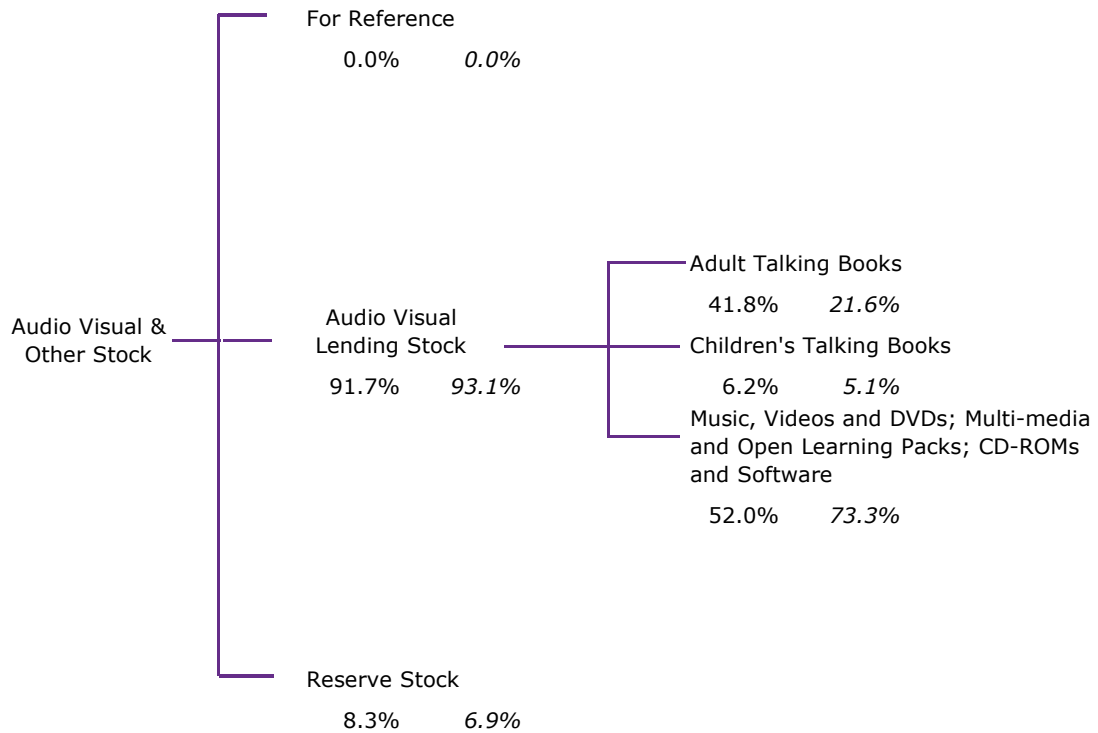 For Reference
0.0% 0.0%
Audio Visual &
Other Stock
Audio Visual
Lending Stock
91.7% 93.1%
Adult Talking Books
41.8% 21.6%
Children's Talking Books
6.2% 5.1%
Music, Videos and DVDs; Multi-media
and Open Learning Packs; CD-ROMs
and Software
52.0% 73.3%
Reserve Stock
8.3% 6.9%